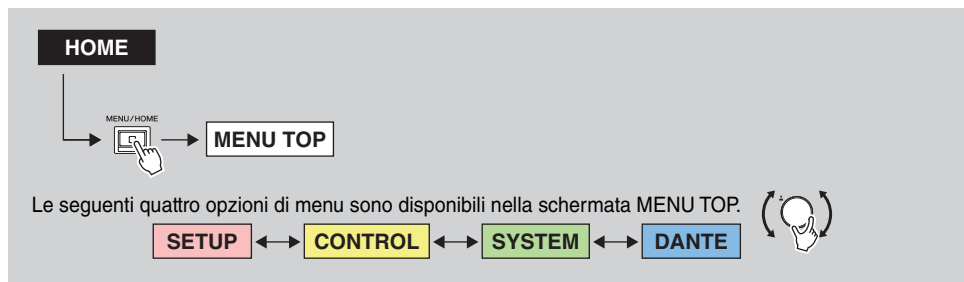 HOME
MENU/HOME
MENU TOP
Le seguenti quattro opzioni di menu sono disponibili nella schermata MENU TOP.
SETUP CONTROL SYSTEM DANTE